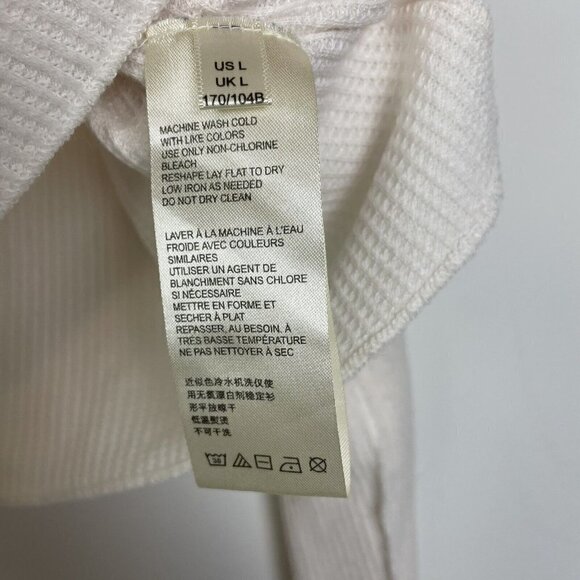 US L
UK L
170/104B
MACHINE WASH COLD
WITH LIKE COLORS
USE ONLY NON-CHLORINE
BLEACH
RESHAPE LAY FLAT TO DRY
LOW IRON AS NEEDED
DO NOT DRY CLEAN
LAVER À LA MACHINE À L'EAU
FROIDE AVEC COULEURS
SIMILAIRES
UTILISER UN AGENT DE
BLANCHIMENT SANS CHLORE
SI NÉCESSAIRE
METTRE EN FORME ET
SECHER À PLAT
REPASSER, AU BESOIN, À
TRÈS BASSE TEMPÉRATURE
NE PAS NETTOYER À SEC
近似色冷水机洗仅使
用无氯漂白剂稳定衫
形平放晾干
低温熨烫
不可干洗
30